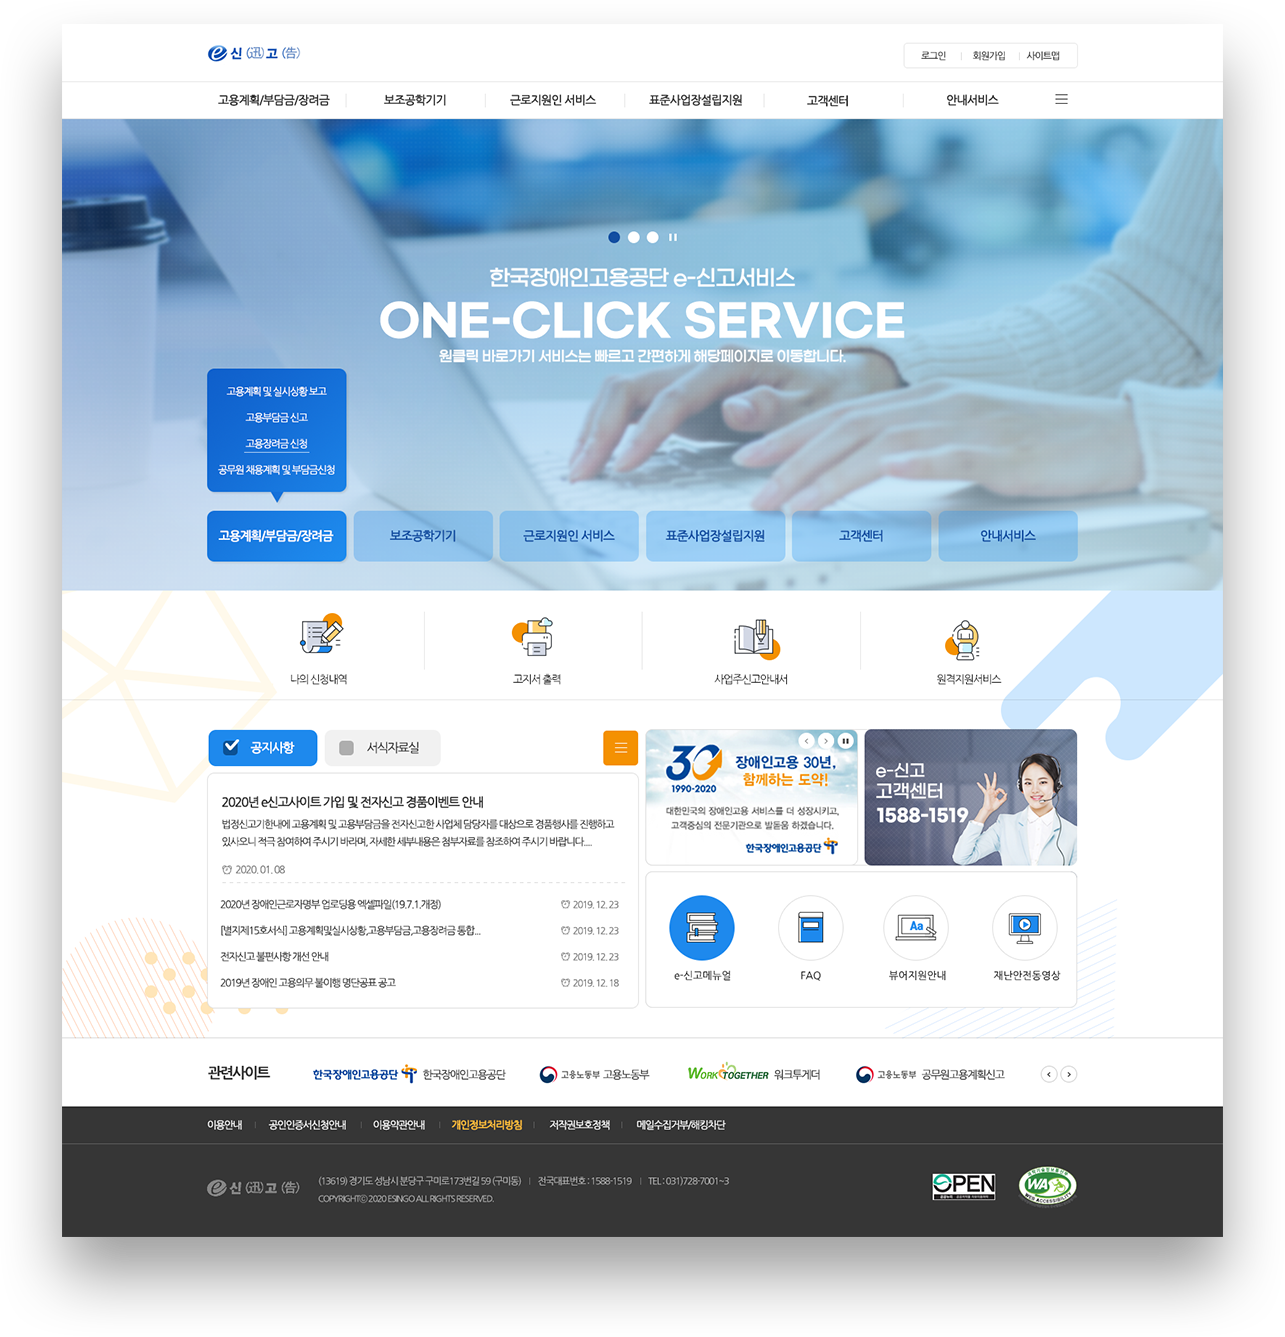 e 신(迅)고(告)
로그인 회원가입 사이트맵
고용계획/부담금/장려금 보조공학기기 근로지원인 서비스 표준사업장설립지원 고객센터 안내서비스
한국장애인고용공단 e-신고서비스
ONE-CLICK SERVICE
원클릭 바로가기 서비스는 빠르고 간편하게 해당페이지로 이동합니다.
고용계획 및 실시상황 보고
고용부담금 신고
고용장려금 신청
공무원 채용계획 및 부담금신청
고용계획/부담금/장려금 보조공학기기 근로지원인 서비스 표준사업장설립지원 고객센터 안내서비스
나의 신청내역 고지서 출력 사업주신고안내서 원격지원서비스
공지사항 서식자료실
2020년 e신고사이트 가입 및 전자신고 경품이벤트 안내
법정신고기한내에 고용계획 및 고용부담금을 전자신고한 사업체 담당자를 대상으로 경품행사를 진행하고
있사오니 적극 참여하여 주시기 바라며, 자세한 세부내용은 첨부자료를 참조하여 주시기 바랍니다....
2020. 01. 08
2020년 장애인근로자명부 업로딩용 엑셀파일(19.7.1.개정) 2019. 12. 23
[별지제15호서식] 고용계획및실시상황,고용부담금,고용장려금 통합... 2019. 12. 23
전자신고 불편사항 개선 안내 2019. 12. 23
2019년 장애인 고용의무 불이행 명단공표 공고 2019. 12. 18
30
1990-2020
장애인고용 30년,
함께하는 도약!
대한민국의 장애인고용 서비스를 더 성장시키고,
고객중심의 전문기관으로 발돋움 하겠습니다.
한국장애인고용공단
e-신고
고객센터
1588-1519
Aa
e-신고메뉴얼 FAQ 뷰어지원안내 재난안전동영상
관련사이트 한국장애인고용공단 한국장애인고용공단 고용노동부 고용노동부 WORK TOGETHER 워크투게더 고용노동부 공무원고용계획신고
이용안내 공인인증서신청안내 이용약관안내 개인정보처리방침 저작권보호정책 메일수집거부/해킹차단
e 신(迅)고(告)
(13619) 경기도 성남시 분당구 구미로173번길 59 (구미동) 전국대표번호 : 1588-1519 TEL : 031)728-7001~3
COPYRIGHTⓒ 2020 ESINGO ALL RIGHTS RESERVED.
OPEN
WA
WEB ACCESSIBILITY